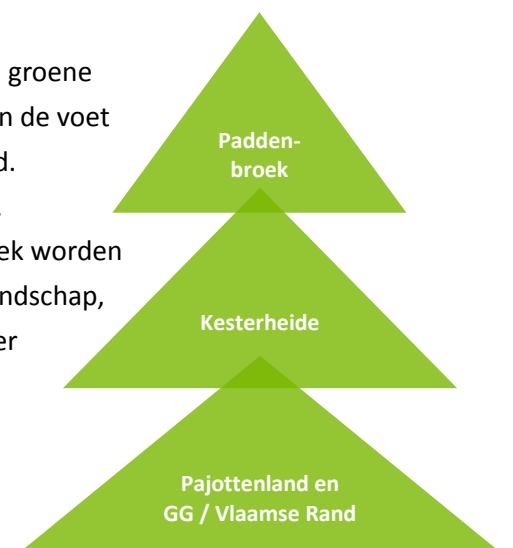 groene
n de voet
d.
ek worden
ndschap,
er
Padden-
broek
Kesterheide
Pajottenland en
GG / Vlaamse Rand